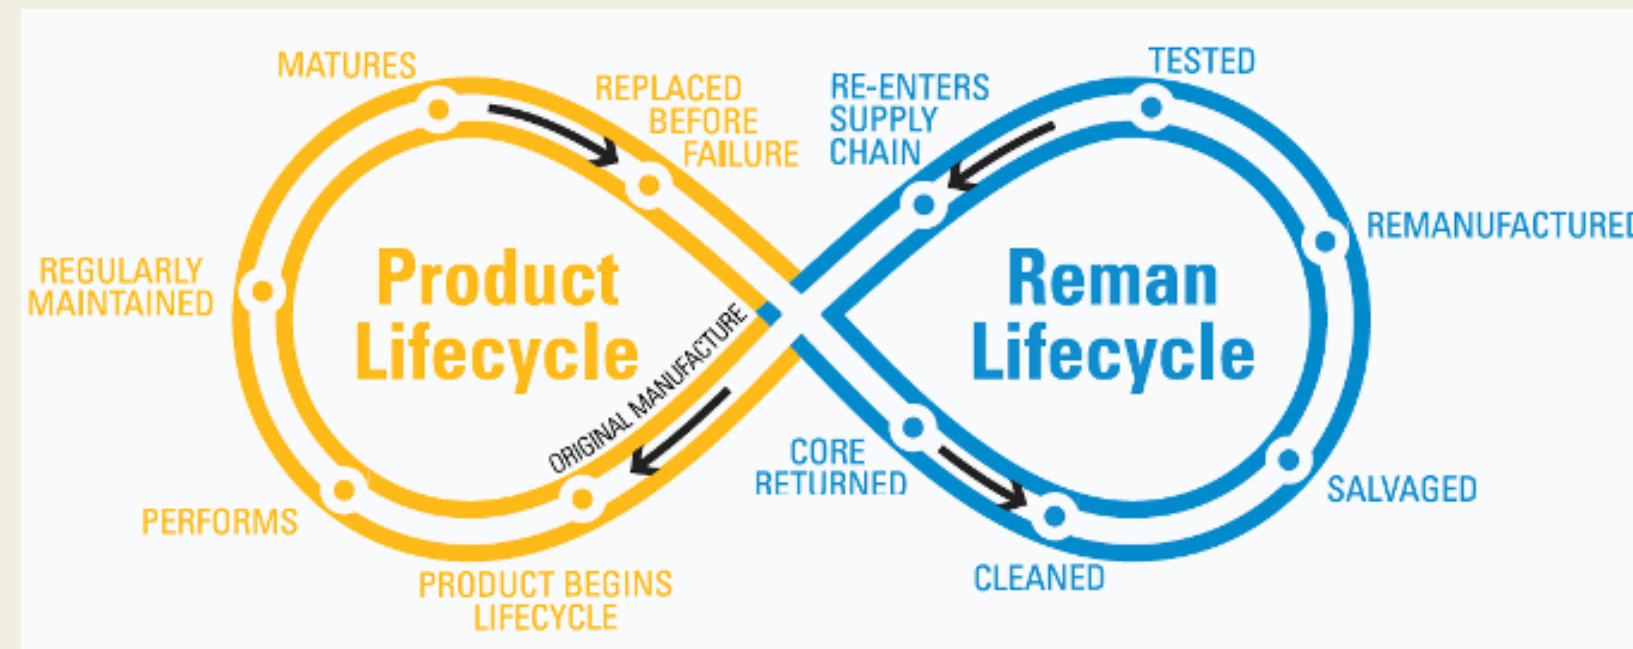 MATURES
REPLACED
BEFORE
FAILURE
REGULARLY
MAINTAINED
Product
Lifecycle
ORIGINAL MANUFACTURE
PERFORMS
PRODUCT BEGINS
LIFECYCLE
TESTED
RE-ENTERS
SUPPLY
CHAIN
REMANUFACTURED
Reman
Lifecycle
CORE
RETURNED
SALVAGED
CLEANED